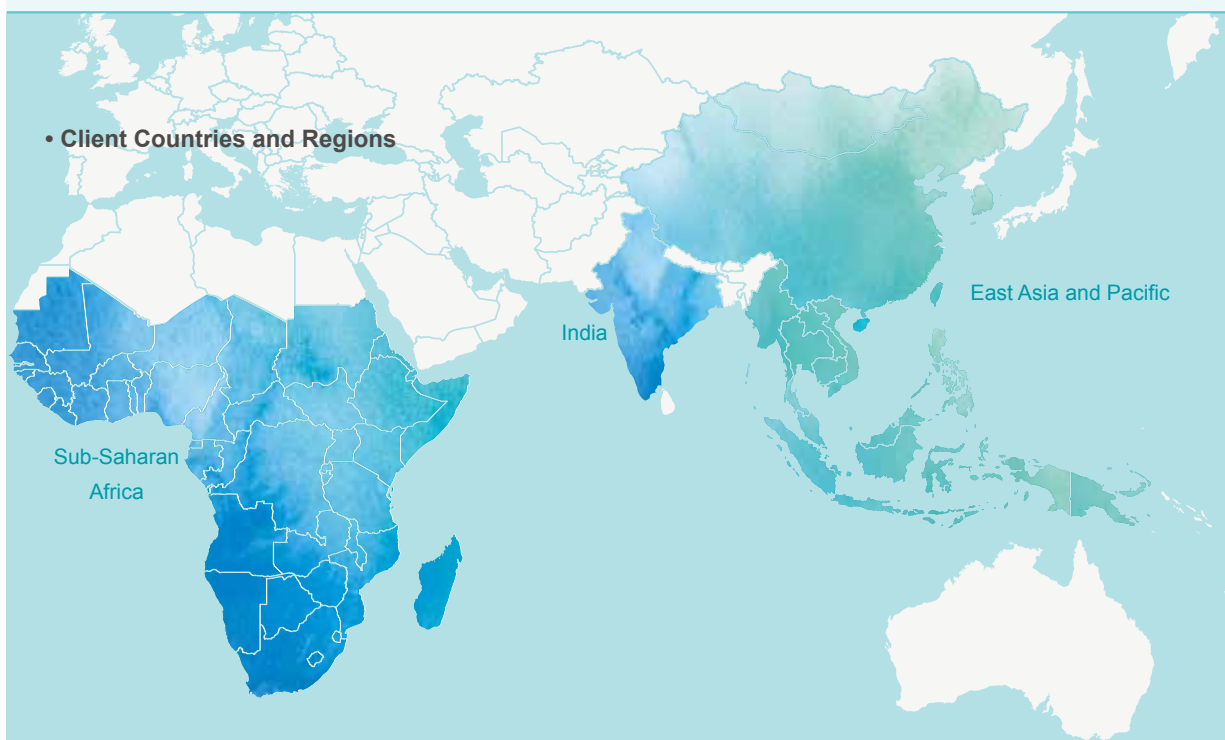 • Client Countries and Regions
East Asia and Pacific
India
Sub-Saharan
Africa